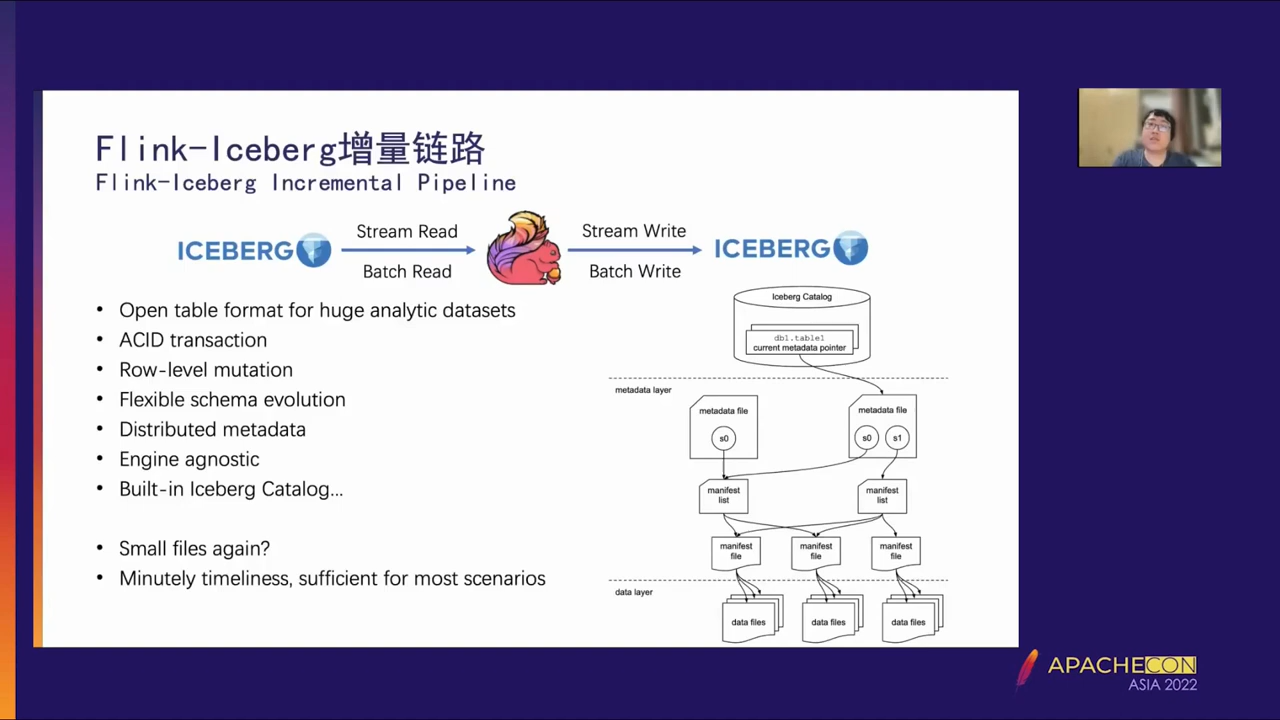 Flink-Iceberg增量链路
Flink-Iceberg Incremental Pipeline
ICEBERG
Stream Read
Batch Read
Stream Write
Batch Write
ICEBERG
• Open table format for huge analytic datasets
• ACID transaction
• Row-level mutation
• Flexible schema evolution
• Distributed metadata
• Engine agnostic
• Built-in Iceberg Catalog...
• Small files again?
• Minutely timeliness, sufficient for most scenarios
Iceberg Catalog
db1.table1
current metadata pointer
metadata layer
metadata file
s0
metadata file
s0
s1
manifest
list
manifest
list
manifest
file
manifest
file
manifest
file
data layer
data files
data files
data files
APACHECON
ASIA 2022